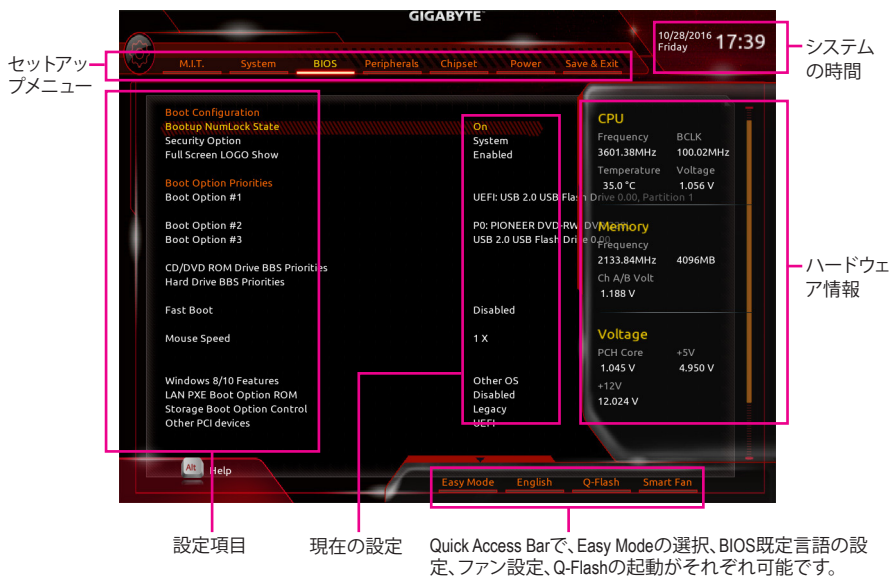 GIGABYTE
10/28/2016
Friday
17:39
システム
の時間
セットアッ
プメニュー
M.I.T. System BIOS Peripherals Chipset Power Save & Exit
Boot Configuration
Bootup NumLock State On
Security Option System
Full Screen LOGO Show Enabled
Boot Option Priorities
Boot Option #1 UEFI: USB 2.0 USB Flash Drive 0.00, Partition 1
Boot Option #2 P0: PIONEER DVD-RW
Boot Option #3 USB 2.0 USB Flash Drive 0.00
CD/DVD ROM Drive BBS Priorities
Hard Drive BBS Priorities
Fast Boot Disabled
Mouse Speed 1 X
Windows 8/10 Features Other OS
LAN PXE Boot Option ROM Disabled
Storage Boot Option Control Legacy
Other PCI devices UEFI
CPU
Frequency BCLK
3601.38MHz 100.02MHz
Temperature Voltage
35.0 °C 1.056 V
Memory
Frequency
2133.84MHz 4096MB
Ch A/B Volt
1.188 V
Voltage
PCH Core +5V
1.045 V 4.950 V
+12V
12.024 V
ハードウェ
ア情報
Alt Help
Easy Mode English Q-Flash Smart Fan
設定項目
現在の設定
Quick Access Barで、Easy Modeの選択、BIOS既定言語の設
定、ファン設定、Q-Flashの起動がそれぞれ可能です。